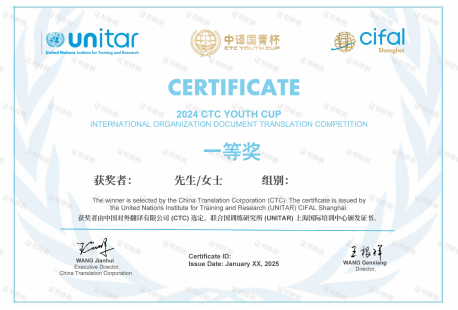 unitar
United Nations Institute for Training and Research
中译国青杯
CTC YOUTH CUP
cifal
Shanghai
CERTIFICATE
2024 CTC YOUTH CUP
INTERNATIONAL ORGANIZATION DOCUMENT TRANSLATION COMPETITION
一等奖
获奖者： 先生/女士 组别：
The winner is selected by the China Translation Corporation (CTC). The certificate is issued by
the United Nations Institute for Training and Research (UNITAR) CIFAL Shanghai.
获奖者由中国对外翻译有限公司 (CTC) 选定、联合国训练研究所 (UNITAR) 上海国际培训中心颁发证书。
WANG Jianhui
Executive Director,
China Translation Corporation
Certificate ID:
Issue Date: January XX, 2025
王根祥
WANG Genxiang
Director,